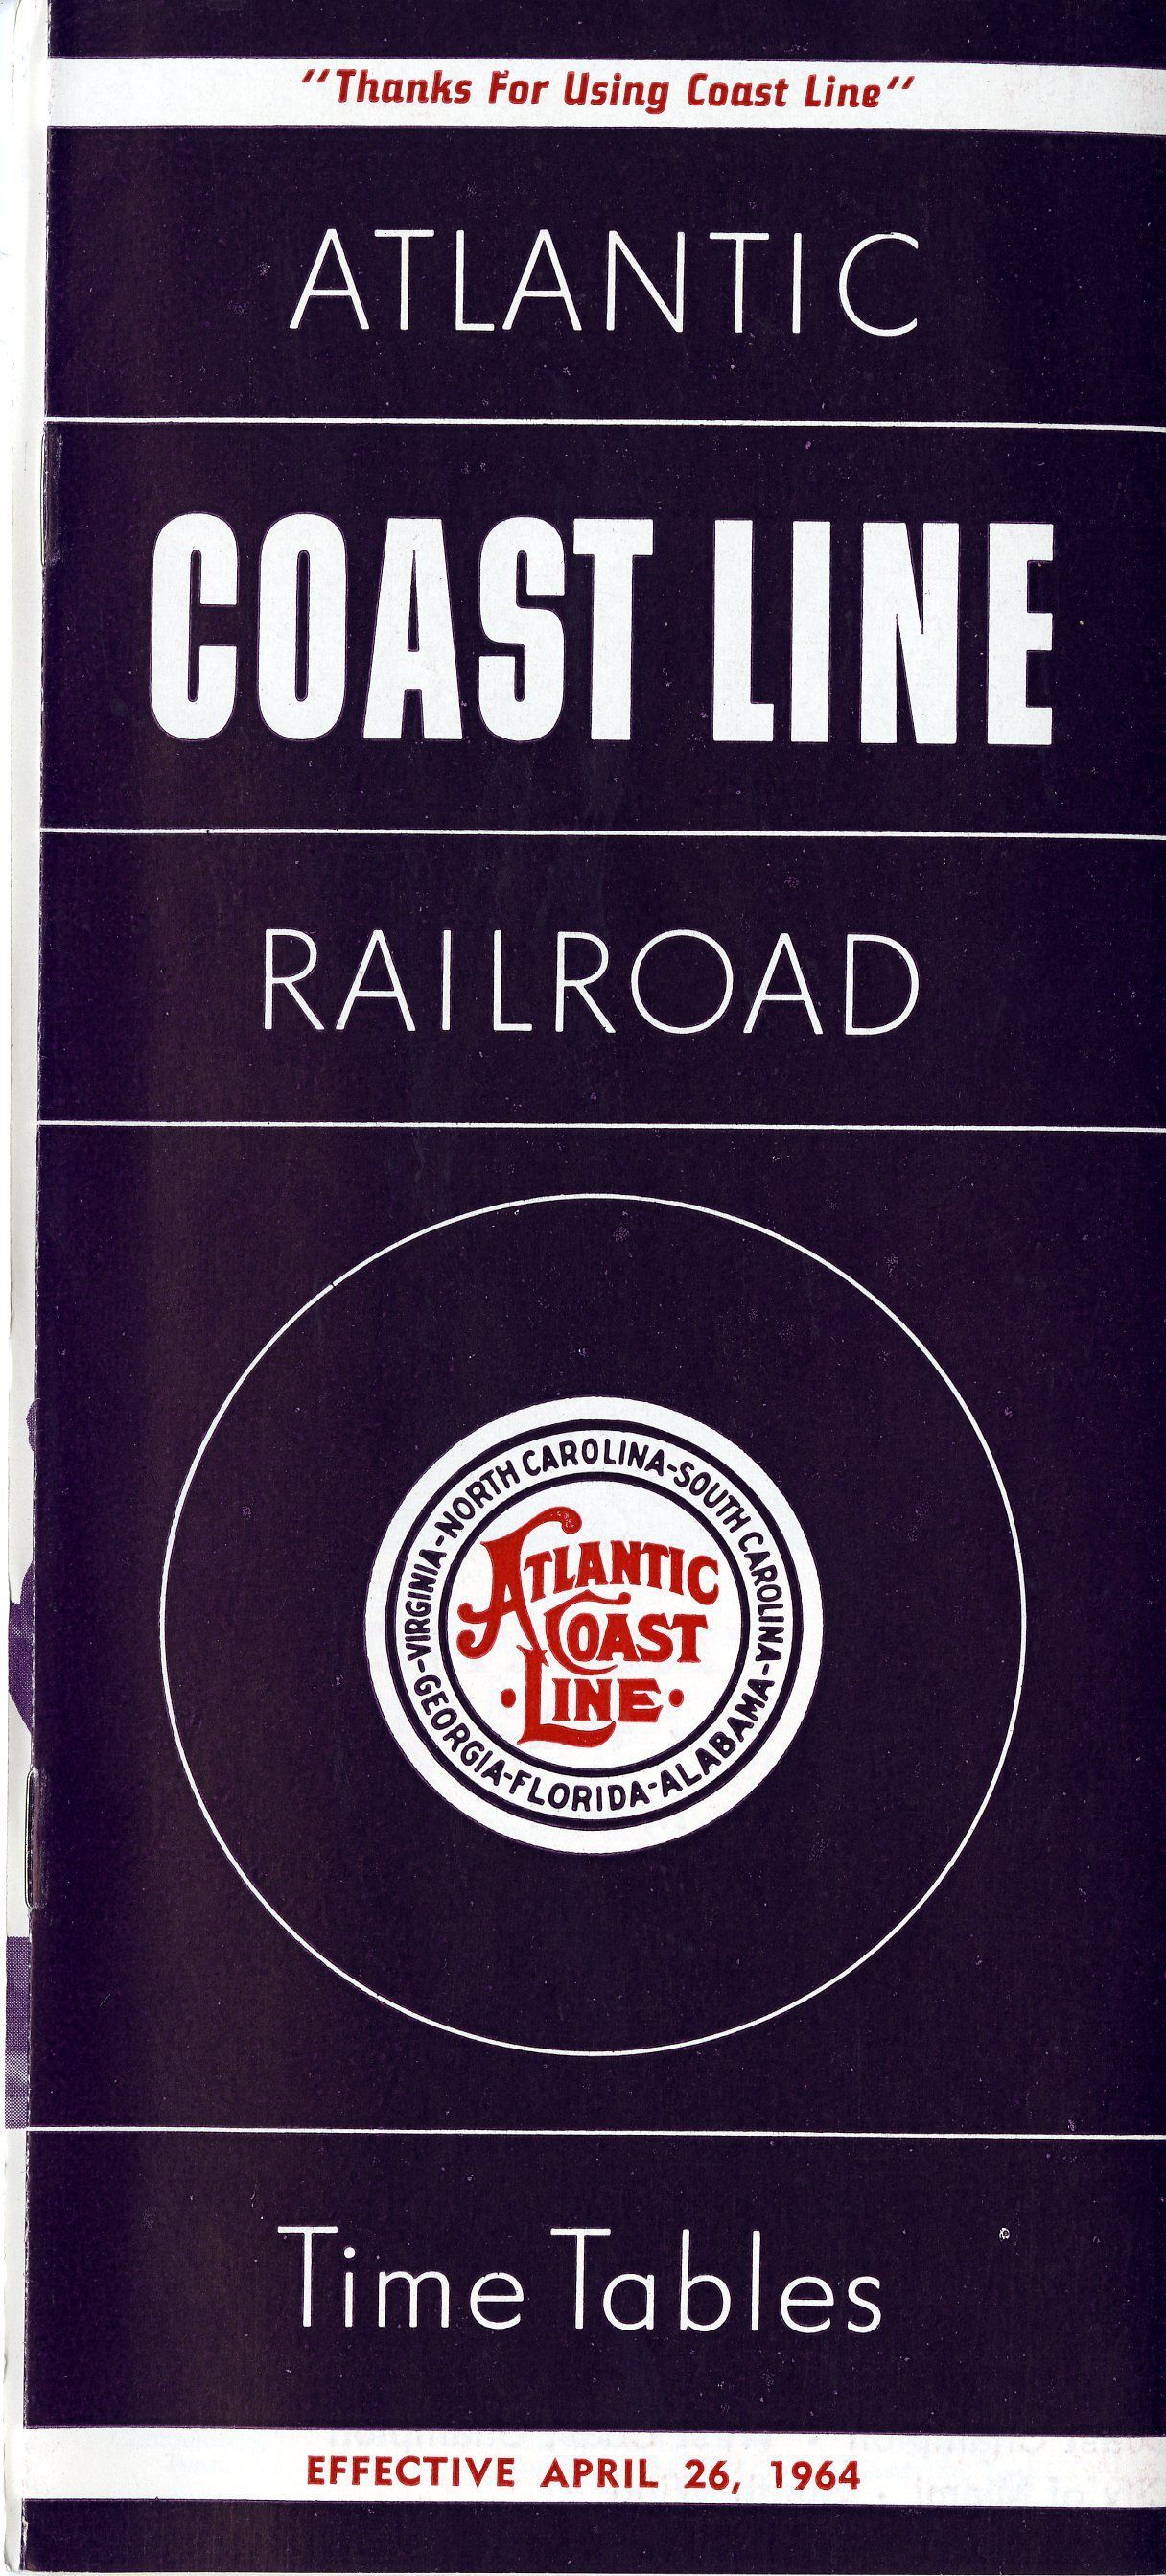 "Thanks For Using Coast Line"
ATLANTIC
COAST LINE
RAILROAD
VIRGINIA-NORTH CAROLINA-SOUTH CAROLINA-ALABAMA-FLORIDA-GEORGIA-
ATLANTIC
COAST
·LINE·
Time Tables
EFFECTIVE APRIL 26, 1964